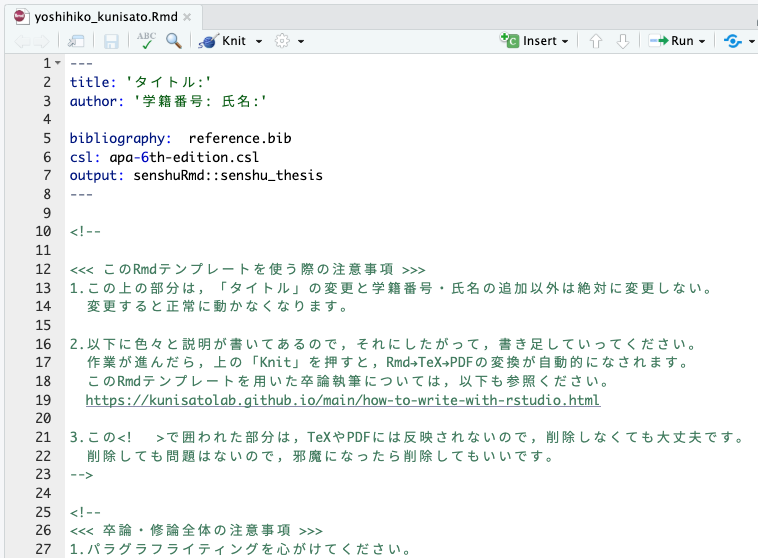 yoshihiko_kunisato.Rmd
ABC
Knit
Insert
Run
1 ---
2 title: 'タイトル:'
3 author: '学籍番号: 氏名:'
4
5 bibliography:  reference.bib
6 csl: apa-6th-edition.csl
7 output: senshuRmd::senshu_thesis
8 ---
9
10 <!--
11
12 <<< このRmdテンプレートを使う際の注意事項 >>>
13 1.この上の部分は，「タイトル」の変更と学籍番号・氏名の追加以外は絶対に変更しない。
14   変更すると正常に動かなくなります。
15
16 2.以下に色々と説明が書いてあるので，それにしたがって，書き足していってください。
17   作業が進んだら，上の「Knit」を押すと，Rmd→TeX→PDFの変換が自動的になされます。
18   このRmdテンプレートを用いた卒論執筆については，以下も参照ください。
19   https://kunisatolab.github.io/main/how-to-write-with-rstudio.html
20
21 3.この<!   >で囲われた部分は，TeXやPDFには反映されないので，削除しなくても大丈夫です。
22   削除しても問題はないので，邪魔になったら削除してもいいです。
23 -->
24
25 <!--
26 <<< 卒論・修論全体の注意事項 >>>
27 1.パラグラフライティングを心がけてください。